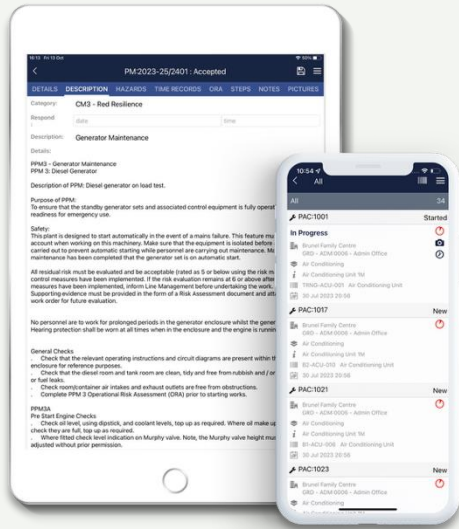 16:13 Fri 13 Oct
50%
PM:2023-25/2401 : Accepted
DETAILS DESCRIPTION HAZARDS TIME RECORDS ORA STEPS NOTES PICTURES
Category: CM3 - Red Resilience
Respond : date time
Description: Generator Maintenance
Details:
PPM3 - Generator Maintenance
PPM 3: Diesel Generator
Description of PPM: Diesel generator on load test.
Purpose of PPM:
To ensure that the standby generator sets and associated control equipment is fully operat
readiness for emergency use.
Safety:
This plant is designed to start automatically in the event of a mains failure. This feature mu
account when working on this machinery. Make sure that the equipment is isolated before
carried out to prevent automatic starting while personnel are carrying out maintenance.
maintenance has been completed that the generator set is on automatic start.
All residual risk must be evaluated and be acceptable (rated as 5 or below using the risk m
control measures have been implemented. If the risk evaluation remains at 6 or above after
measures have been implemented, inform Line Management before undertaking the work.
Supporting evidence must be provided in the form of a Risk Assessment document and att
work order for future evaluation.
No personnel are to work for prolonged periods in the generator enclosure whilst the gener
Hearing protection shall be worn at all times when in the enclosure and the engine is runnin
General Checks
. Check that the relevant operating instructions and circuit diagrams are present within th
enclosure for reference purposes.
. Check that the diesel room and tank room are clean, tidy and free from rubbish and / or
or fuel leaks.
. Check room/container air intakes and exhaust outlets are free from obstructions.
. Complete PPM 3 Operational Risk Assessment (ORA) prior to starting works.
PPM3A
Pre Start Engine Checks
. Check oil level, using dipstick, and coolant levels, top up as required. Where oil make up
check they are full, top up as required.
. Where fitted check level indication on Murphy valve. Note, the Murphy valve height mus
adjusted without prior permission.
10:54
All
All 34
PAC:1001 Started
In Progress
Brunel Family Centre
GRD - ADM:0006 - Admin Office
Air Conditioning
Air Conditioning Unit 1M
TRNG-ACU-001 Air Conditioning Unit
30 Jul 2023 20:56
PAC:1017 New
Brunel Family Centre
GRD - ADM:0006 - Admin Office
Air Conditioning
Air Conditioning Unit 1M
B2-ACU-010 Air Conditioning Unit
30 Jul 2023 20:56
PAC:1021 New
Brunel Family Centre
GRD - ADM:0006 - Admin Office
Air Conditioning
Air Conditioning Unit 1M
B1-ACU-006 Air Conditioning Unit
30 Jul 2023 20:56
PAC:1023 New
Brunel Family Centre
GRD - ADM:0006 - Admin Office
Air Conditioning